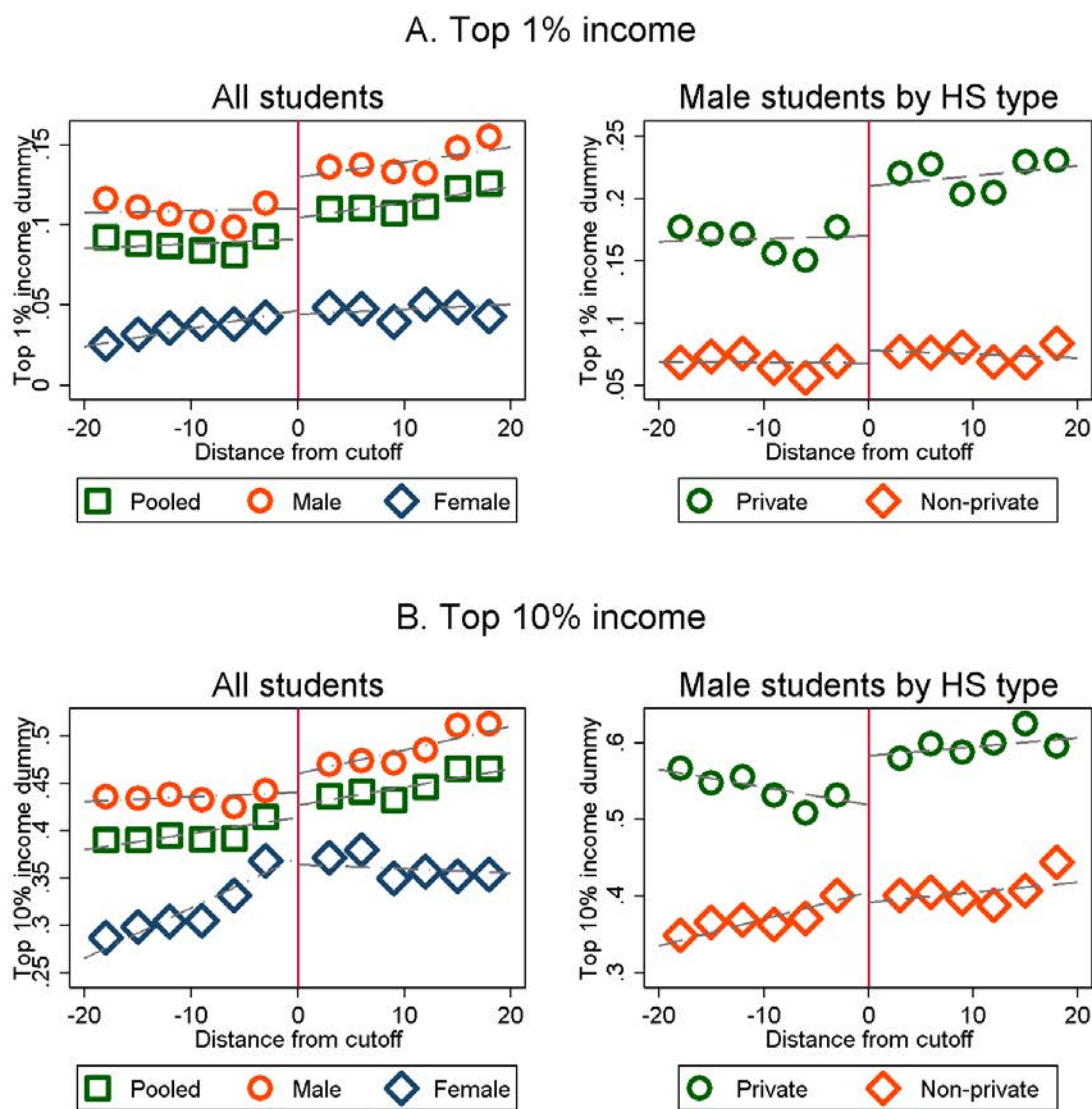 A. Top 1% income
All students
Top 1% income dummy
0 .05 .1 .15
-20 -10 0 10 20
Distance from cutoff
Pooled Male Female
Male students by HS type
Top 1% income dummy
.05 .1 .15 .2 .25
-20 -10 0 10 20
Distance from cutoff
Private Non-private
B. Top 10% income
All students
Top 10% income dummy
.25 .3 .35 .4 .45 .5
-20 -10 0 10 20
Distance from cutoff
Pooled Male Female
Male students by HS type
Top 10% income dummy
.3 .4 .5 .6
-20 -10 0 10 20
Distance from cutoff
Private Non-private